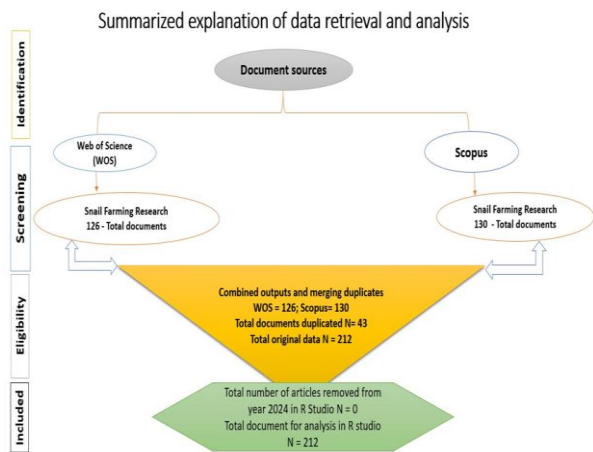 Summarized explanation of data retrieval and analysis
Identification
Document sources
Web of Science
(WOS)
Scopus
Screening
Snail Farming Research
126 - Total documents
Snail Farming Research
130 - Total documents
Eligibility
Combined outputs and merging duplicates
WOS = 126; Scopus= 130
Total documents duplicated N= 43
Total original data N = 212
Included
Total number of articles removed from
year 2024 in R Studio N = 0
Total document for analysis in R studio
N = 212